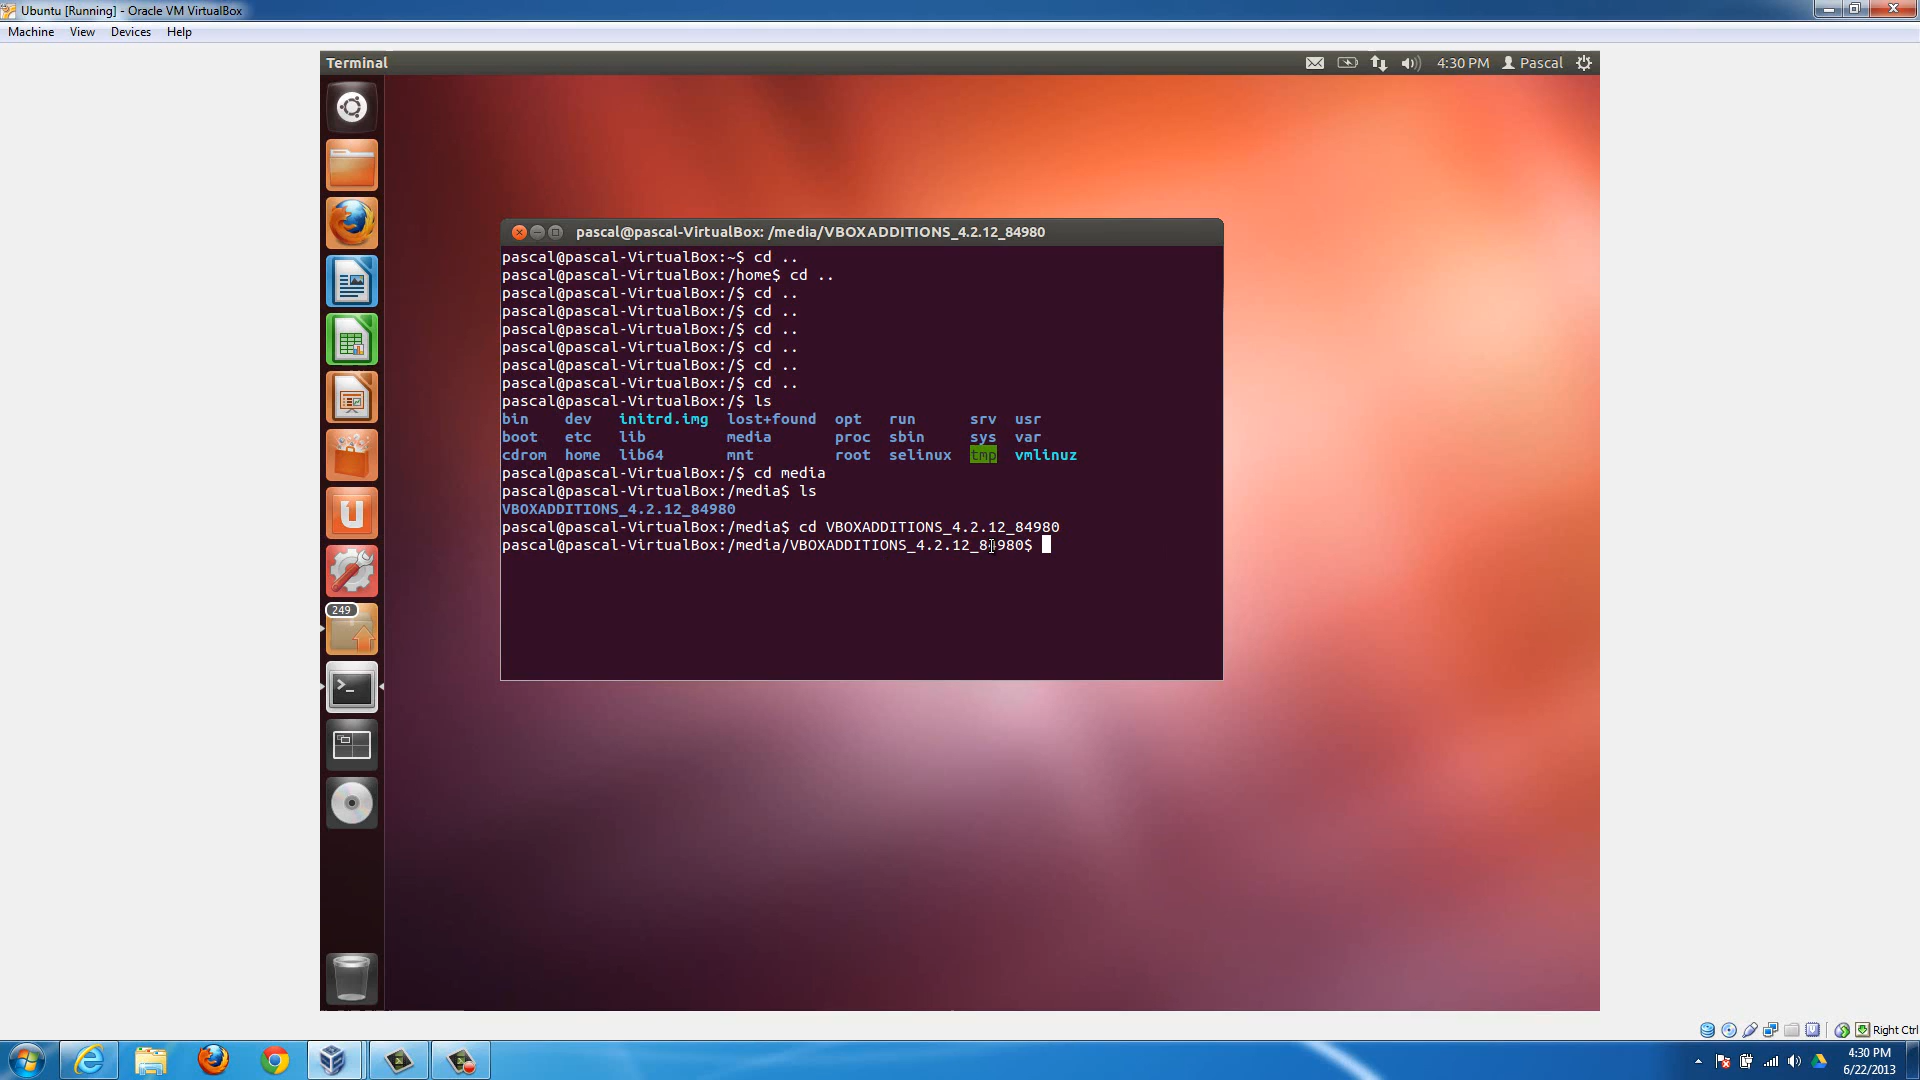 Ubuntu [Running] - Oracle VM VirtualBox
Machine View Devices Help
Terminal 4:30 PM Pascal
pascal@pascal-VirtualBox: /media/VBOXADDITIONS_4.2.12_84980
pascal@pascal-VirtualBox:~$ cd ..
pascal@pascal-VirtualBox:/home$ cd ..
pascal@pascal-VirtualBox:/$ cd ..
pascal@pascal-VirtualBox:/$ cd ..
pascal@pascal-VirtualBox:/$ cd ..
pascal@pascal-VirtualBox:/$ cd ..
pascal@pascal-VirtualBox:/$ cd ..
pascal@pascal-VirtualBox:/$ cd ..
pascal@pascal-VirtualBox:/$ ls
bin dev initrd.img lost+found opt run srv usr
boot etc lib media proc sbin sys var
cdrom home lib64 mnt root selinux tmp vmlinuz
pascal@pascal-VirtualBox:/$ cd media
pascal@pascal-VirtualBox:/media$ ls
VBOXADDITIONS_4.2.12_84980
pascal@pascal-VirtualBox:/media$ cd VBOXADDITIONS_4.2.12_84980
pascal@pascal-VirtualBox:/media/VBOXADDITIONS_4.2.12_84980$
249
Right Ctrl
4:30 PM
6/22/2013